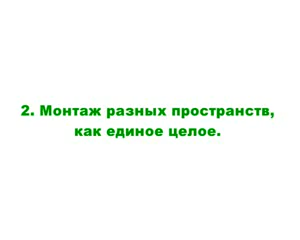 2. Монтаж разных пространств,
как единое целое.